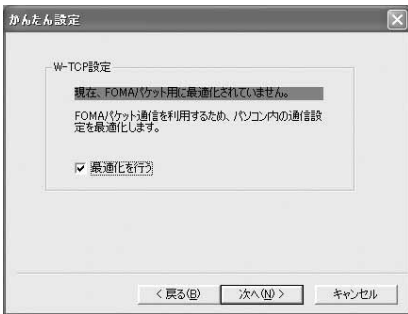 かんたん設定
W-TCP設定
現在、FOMAパケット用に最適化されていません。
FOMAパケット通信を利用するため、パソコン内の通信設
定を最適化します。
最適化を行う
< 戻る(B)
次へ(N) >
キャンセル